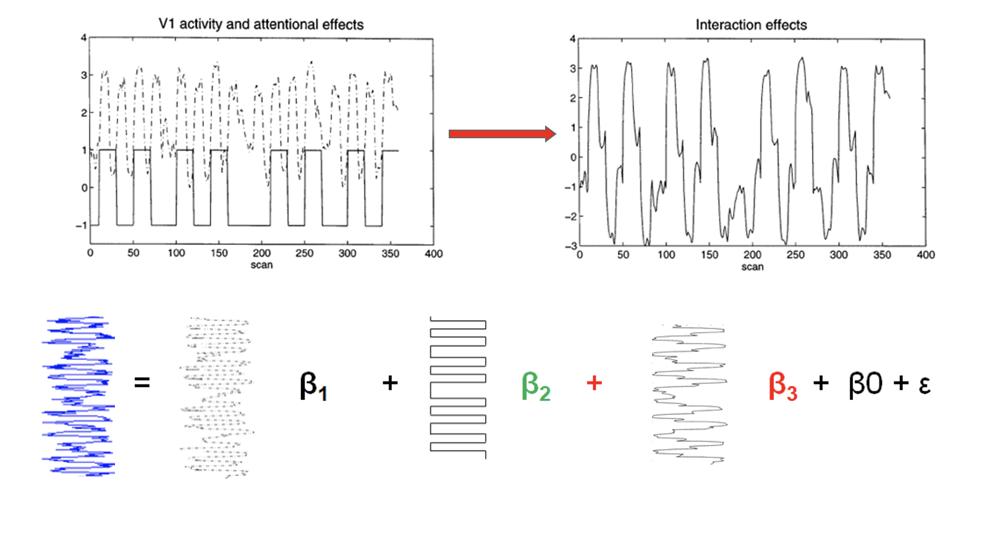 V1 activity and attentional effects
4
3
2
1
0
−1
0 50 100 150 200 250 300 350 400
scan
Interaction effects
4
3
2
1
0
−1
−2
−3
0 50 100 150 200 250 300 350 400
scan
= β1 + β2 + β3 + β0 + ε